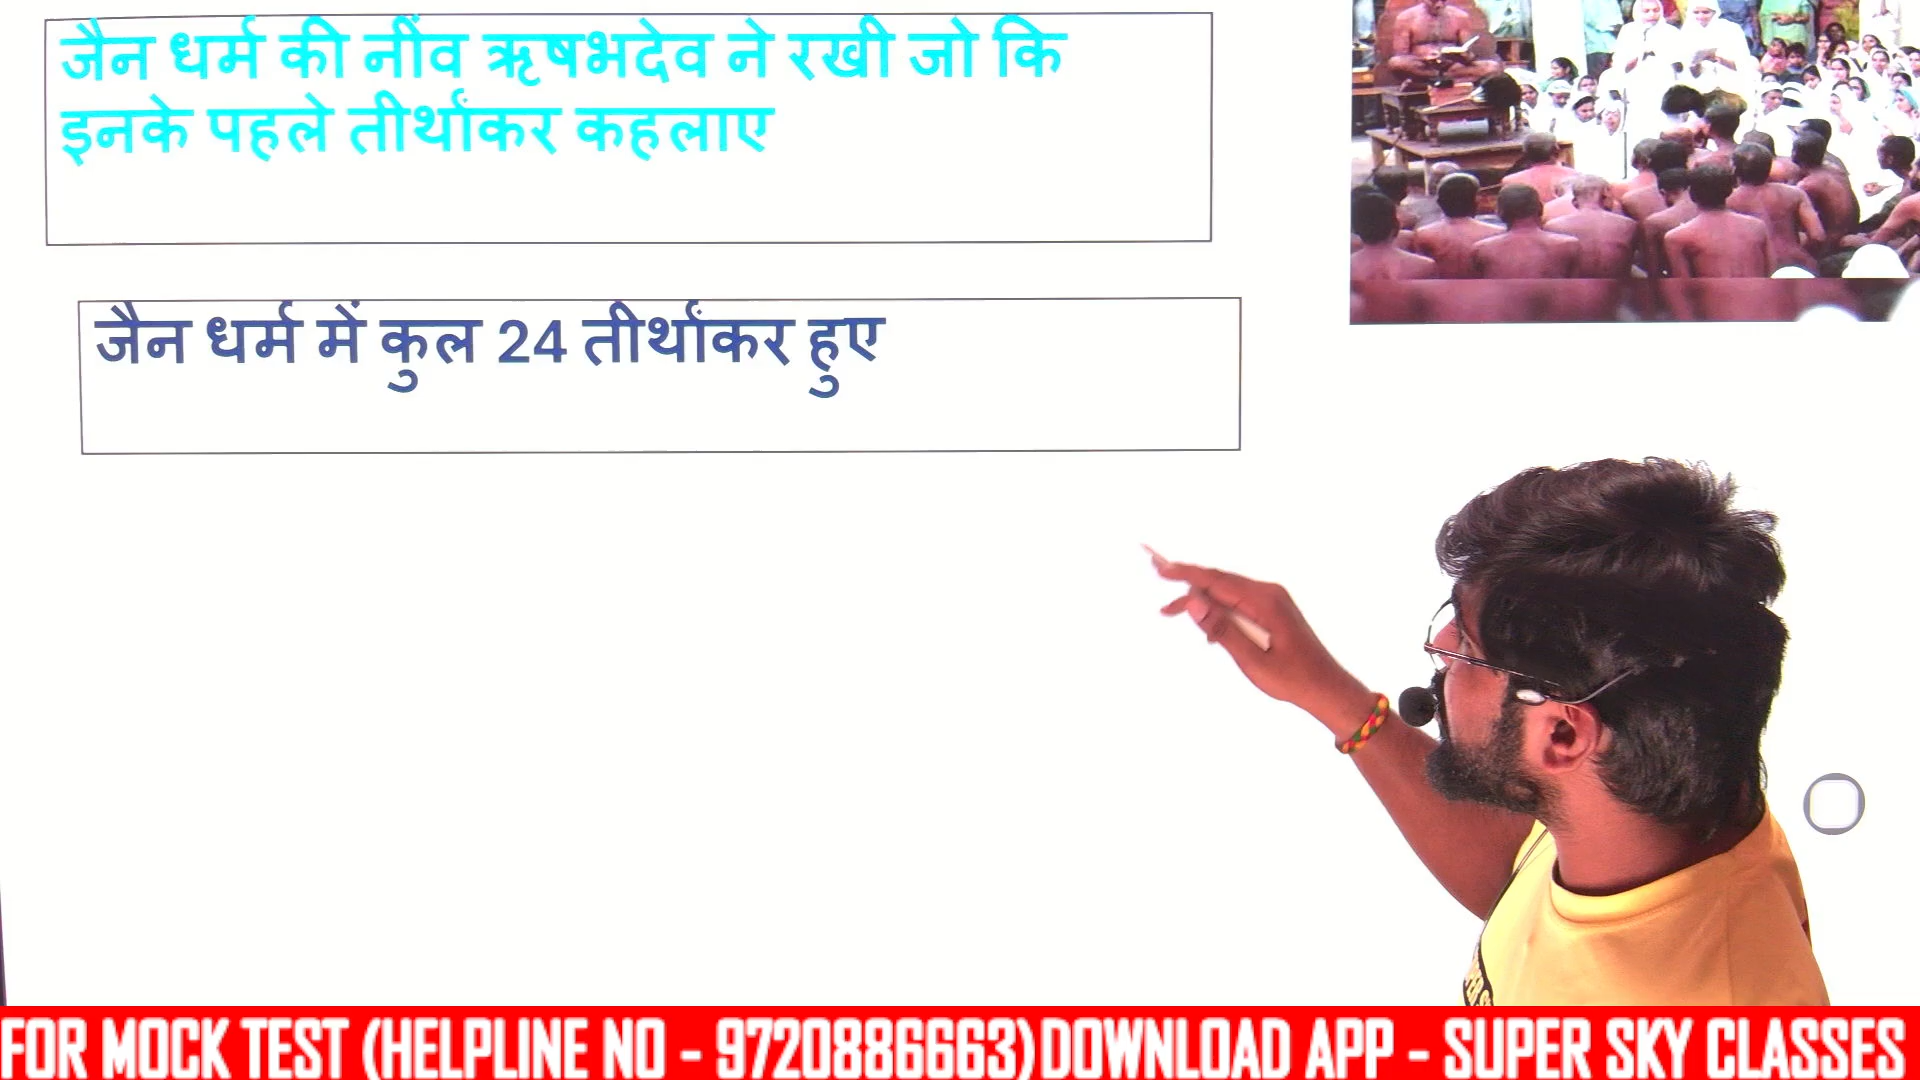 जैन धर्म की नींव ऋषभदेव ने रखी जो कि
इनके पहले तीर्थांकर कहलाए
जैन धर्म में कुल 24 तीर्थांकर हुए
FOR MOCK TEST (HELPLINE NO - 9720886663) DOWNLOAD APP - SUPER SKY CLASSES